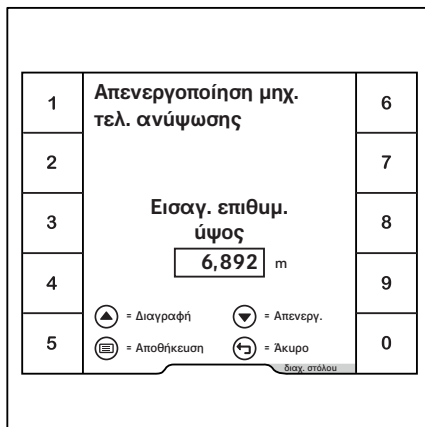 Απενεργοποίηση μηχ.
τελ. ανύψωσης
1
2
3
4
5
6
7
8
9
0
Εισαγ. επιθυμ.
ύψος
6,892 m
= Διαγραφή
= Απενεργ.
= Αποθήκευση
= Άκυρο
διαχ. στόλου